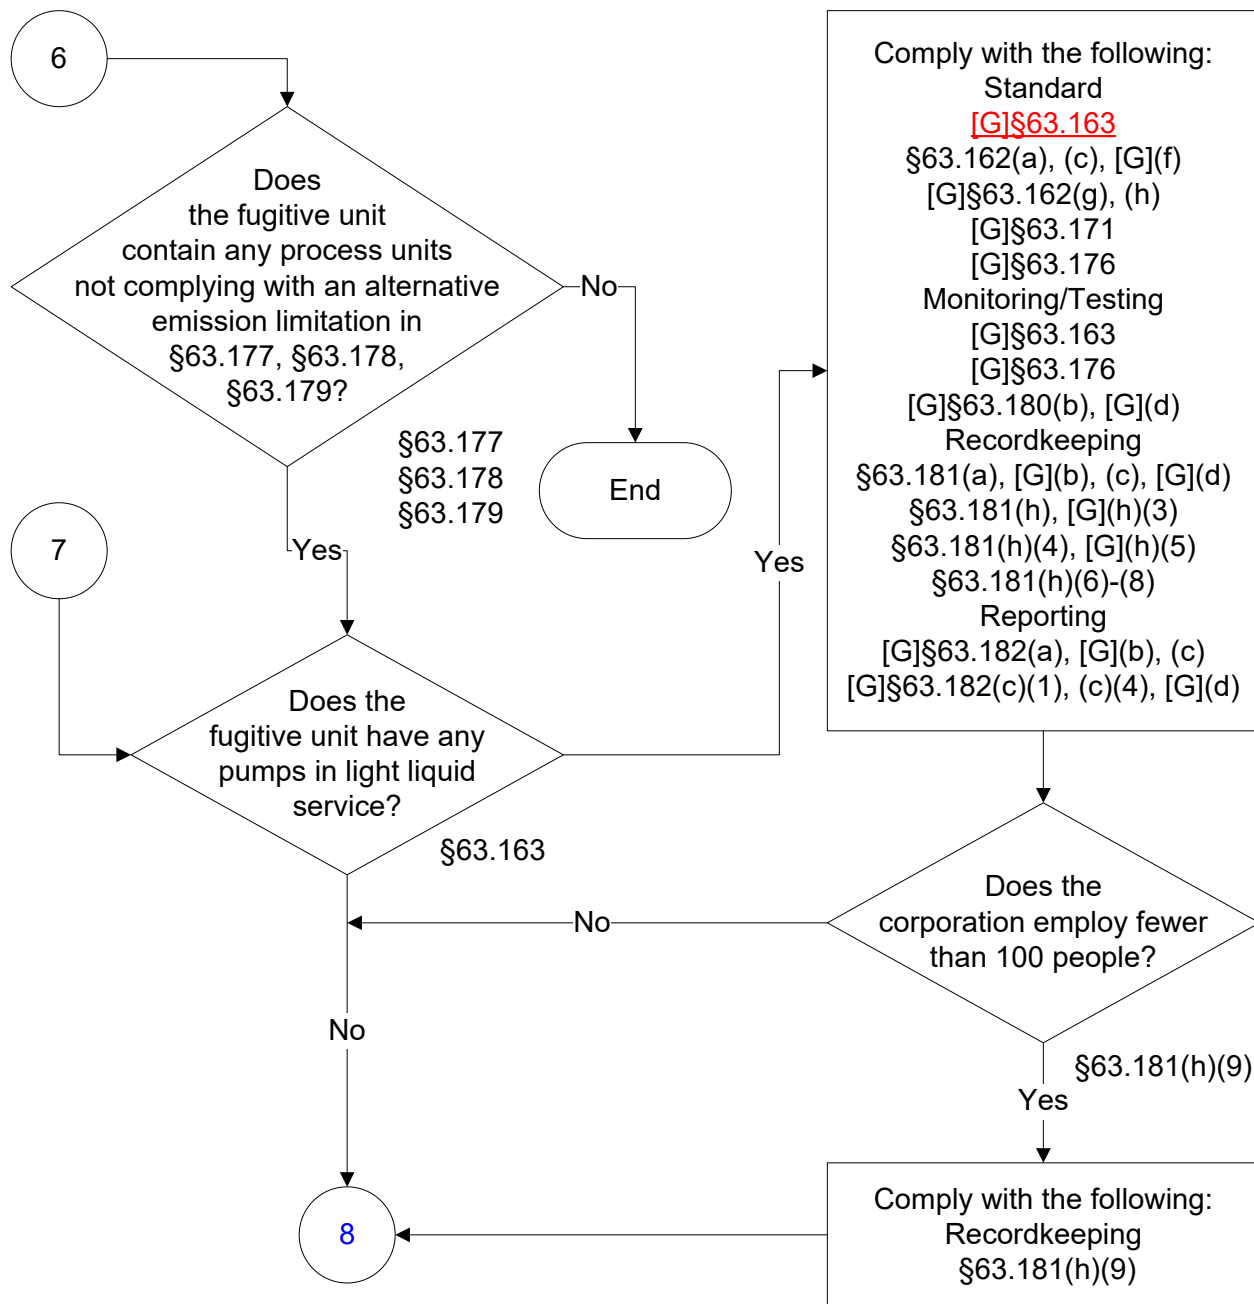 6
Does
the fugitive unit
contain any process units
not complying with an alternative
emission limitation in
§63.177, §63.178,
§63.179?
No
§63.177
§63.178
§63.179
End
Yes
7
Does the
fugitive unit have any
pumps in light liquid
service?
§63.163
Yes
No
Comply with the following:
Standard
[G]§63.163
§63.162(a), (c), [G](f)
[G]§63.162(g), (h)
[G]§63.171
[G]§63.176
Monitoring/Testing
[G]§63.163
[G]§63.176
[G]§63.180(b), [G](d)
Recordkeeping
§63.181(a), [G](b), (c), [G](d)
§63.181(h), [G](h)(3)
§63.181(h)(4), [G](h)(5)
§63.181(h)(6)-(8)
Reporting
[G]§63.182(a), [G](b), (c)
[G]§63.182(c)(1), (c)(4), [G](d)
Does the
corporation employ fewer
than 100 people?
No
§63.181(h)(9)
Yes
Comply with the following:
Recordkeeping
§63.181(h)(9)
8